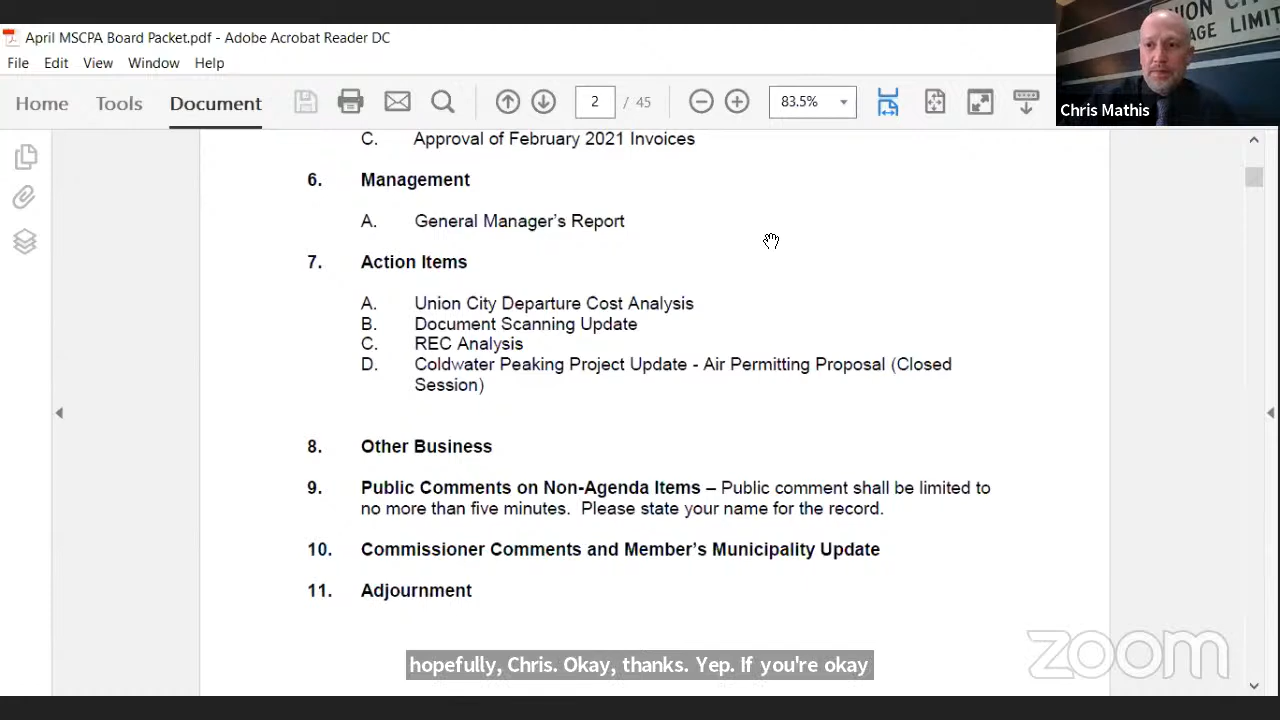 April MSCPA Board Packet.pdf - Adobe Acrobat Reader DC
File Edit View Window Help
Home Tools Document 2 / 45 83.5%
UNION CITY
AGE LIMIT
Chris Mathis
C. Approval of February 2021 Invoices
6. Management
A. General Manager's Report
7. Action Items
A. Union City Departure Cost Analysis
B. Document Scanning Update
C. REC Analysis
D. Coldwater Peaking Project Update - Air Permitting Proposal (Closed
Session)
8. Other Business
9. Public Comments on Non-Agenda Items – Public comment shall be limited to
no more than five minutes. Please state your name for the record.
10. Commissioner Comments and Member's Municipality Update
11. Adjournment
hopefully, Chris. Okay, thanks. Yep. If you're okay
zoom